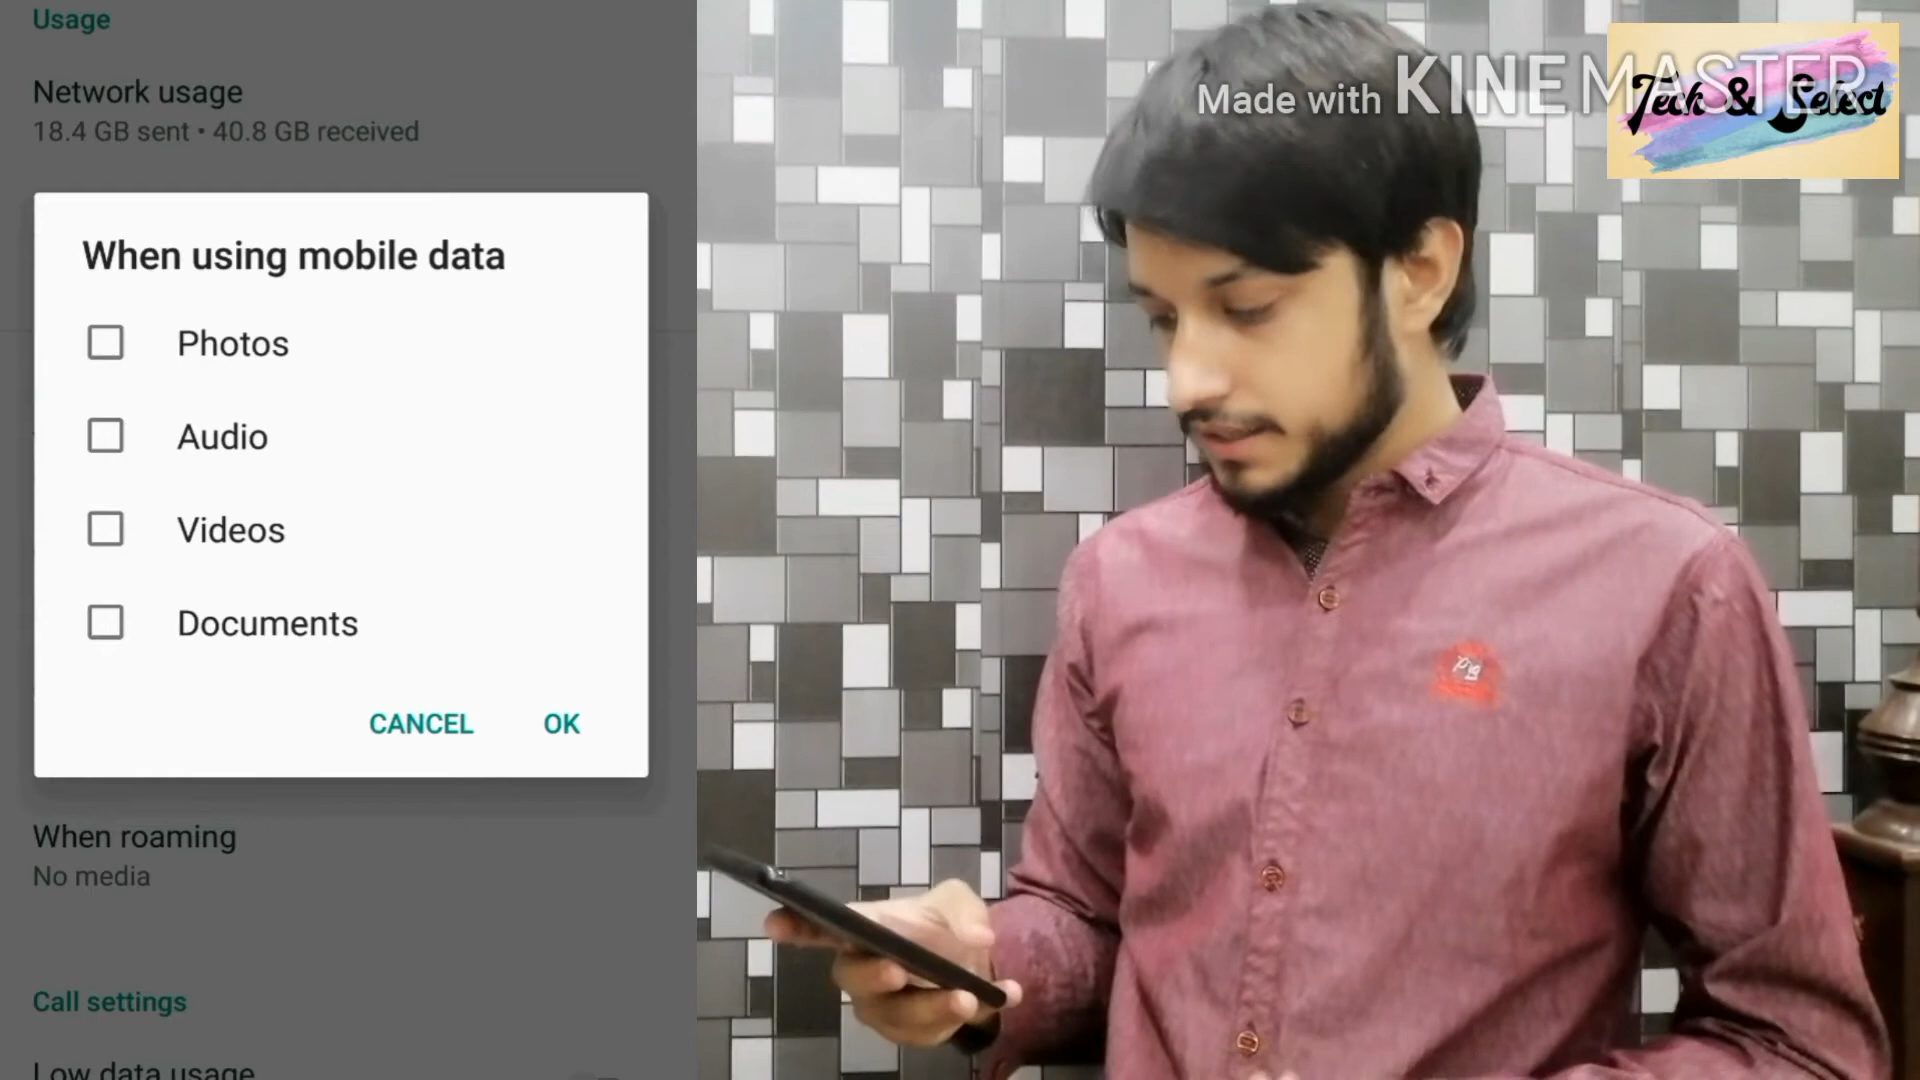 Usage
Network usage
18.4 GB sent • 40.8 GB received
When using mobile data
Photos
Audio
Videos
Documents
CANCEL OK
When roaming
No media
Call settings
Low data usage
Made with KINEMASTER
Tech & Select